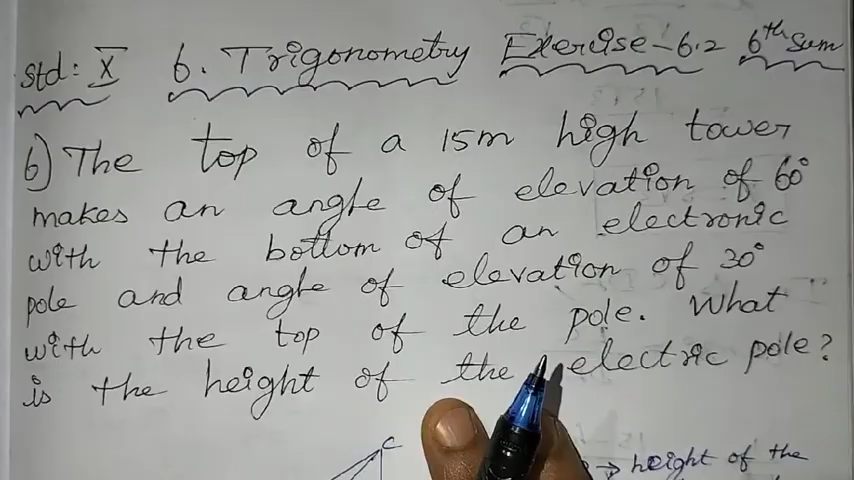 Std: X 6. Trigonometry Exercise-6.2 6th Sum
6) The top of a 15m high tower
makes an angle of elevation of 60°
with the bottom of an electronic
pole and angle of elevation of 30°
with the top of the pole. What
is the height of the electric pole?
C
→ height of the